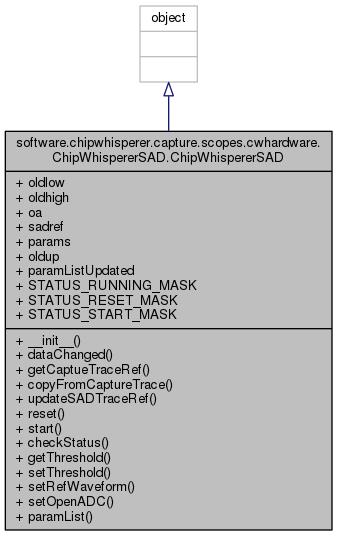 object
software.chipwhisperer.capture.scopes.cwhardware.
ChipWhispererSAD.ChipWhispererSAD
+ oldlow
+ oldhigh
+ oa
+ sadref
+ params
+ oldup
+ paramListUpdated
+ STATUS_RUNNING_MASK
+ STATUS_RESET_MASK
+ STATUS_START_MASK
+ __init__()
+ dataChanged()
+ getCaptueTraceRef()
+ copyFromCaptureTrace()
+ updateSADTraceRef()
+ reset()
+ start()
+ checkStatus()
+ getThreshold()
+ setThreshold()
+ setRefWaveform()
+ setOpenADC()
+ paramList()